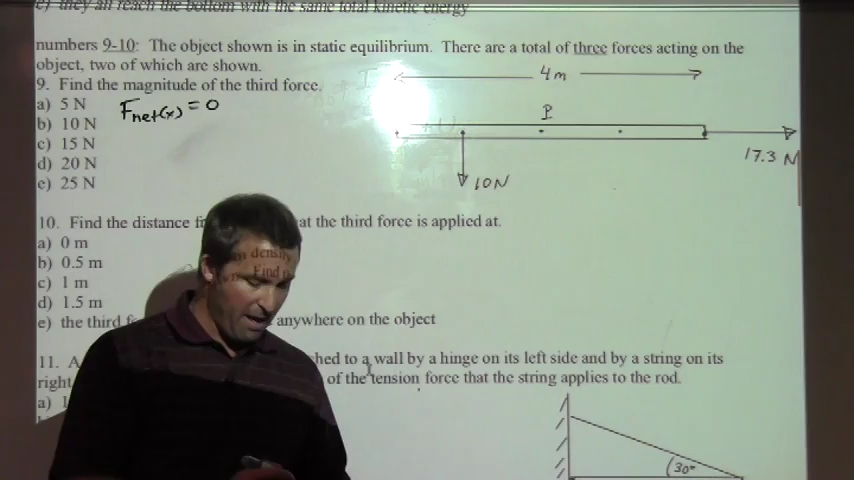 e) they all reach the bottom with the same total kinetic energy
numbers 9-10: The object shown is in static equilibrium. There are a total of three forces acting on the
object, two of which are shown.
9. Find the magnitude of the third force.
4m
a) 5 N
Fnet(x) = 0
b) 10 N
P
c) 15 N
17.3 N
d) 20 N
10N
e) 25 N
10. Find the distance at the third force is applied at.
a) 0 m
density
b) 0.5 m
Find
c) 1 m
d) 1.5 m
e) the third anywhere on the object
11. A to a wall by a hinge on its left side and by a string on its
right of the tension force that the string applies to the rod.
a)
30°